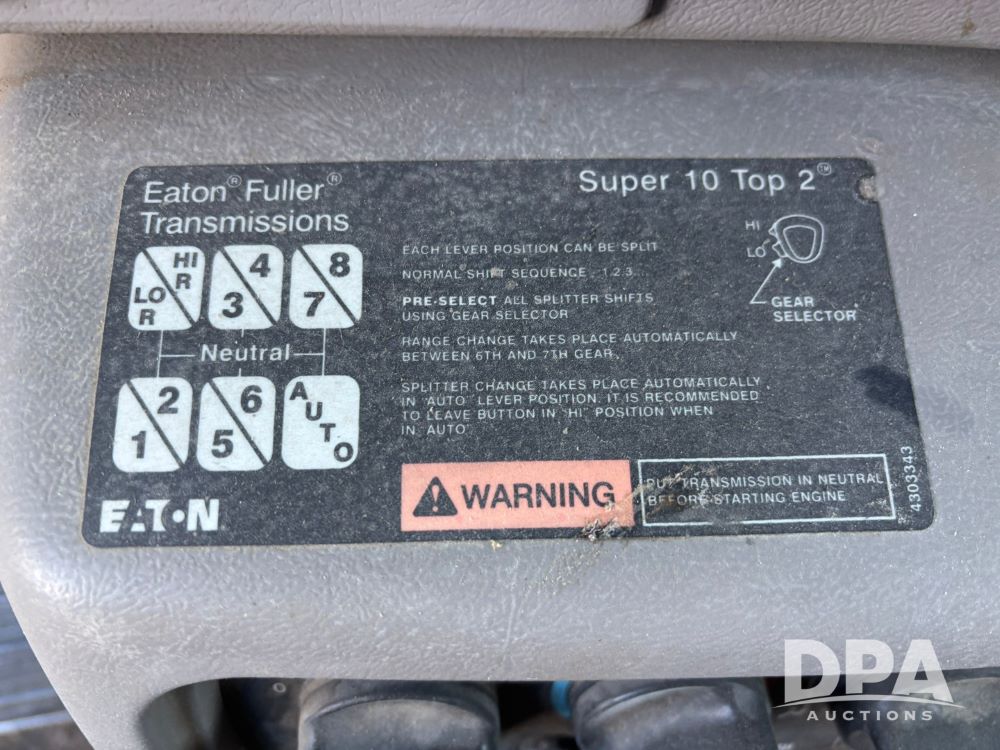 Eaton® Fuller®
Transmissions
Super 10 Top 2™
LO R HI R
3 4
7 8
Neutral
1 2
5 6
AUTO
EATON
EACH LEVER POSITION CAN BE SPLIT
NORMAL SHIFT SEQUENCE 1.2.3...
PRE-SELECT ALL SPLITTER SHIFTS
USING GEAR SELECTOR
RANGE CHANGE TAKES PLACE AUTOMATICALLY
BETWEEN 6TH AND 7TH GEAR.
SPLITTER CHANGE TAKES PLACE AUTOMATICALLY
IN "AUTO" LEVER POSITION. IT IS RECOMMENDED
TO LEAVE BUTTON IN "HI" POSITION WHEN
IN "AUTO"
HI
LO
GEAR
SELECTOR
WARNING
PUT TRANSMISSION IN NEUTRAL
BEFORE STARTING ENGINE
4303343
DPA
AUCTIONS